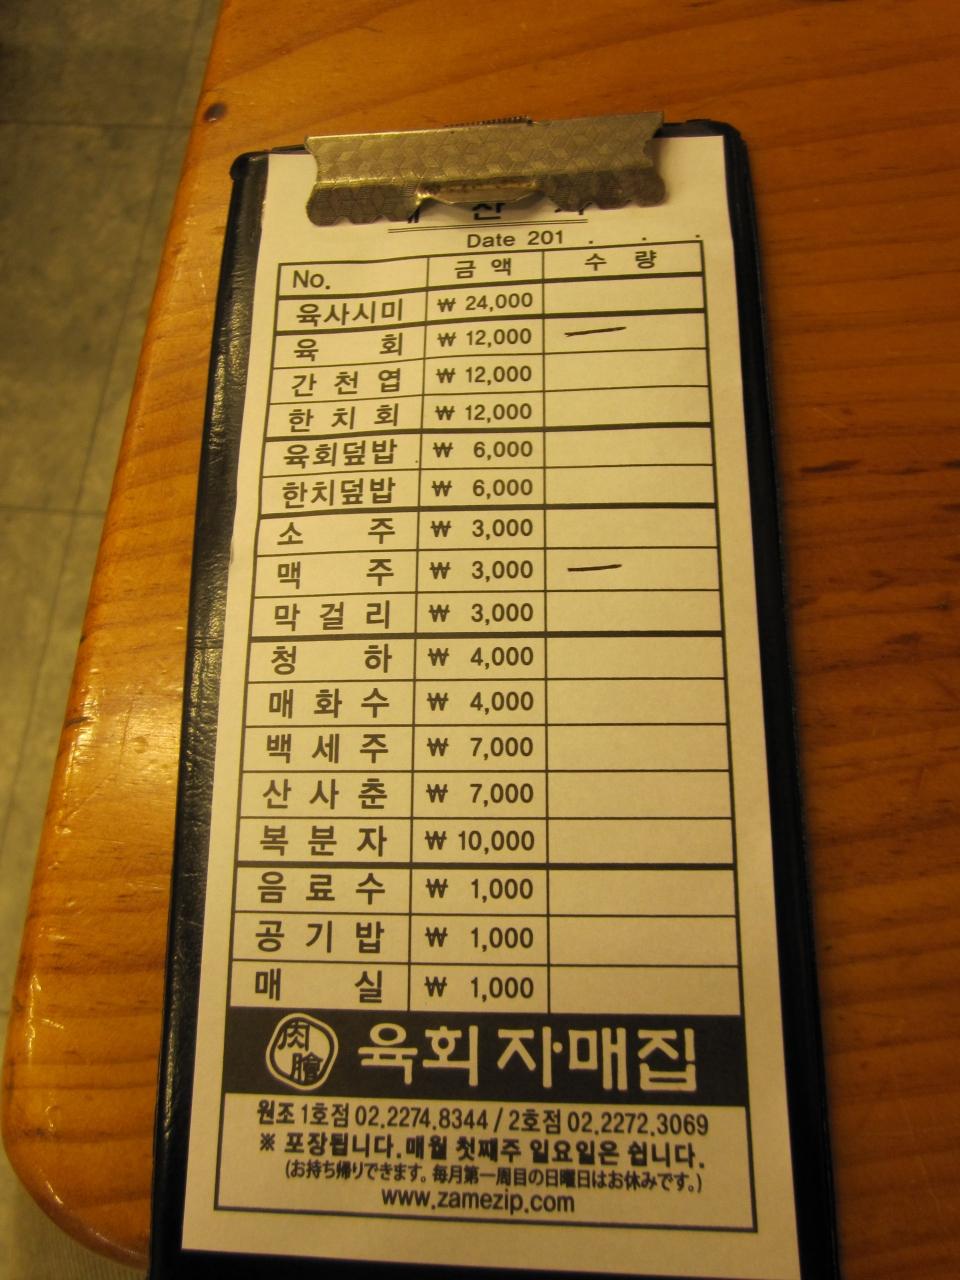 Date 201 . . .
No. 금액 수량
육사시미 ₩ 24,000
육회 ₩ 12,000
간천엽 ₩ 12,000
한치회 ₩ 12,000
육회덮밥 ₩ 6,000
한치덮밥 ₩ 6,000
소주 ₩ 3,000
맥주 ₩ 3,000
막걸리 ₩ 3,000
청하 ₩ 4,000
매화수 ₩ 4,000
백세주 ₩ 7,000
산사춘 ₩ 7,000
복분자 ₩ 10,000
음료수 ₩ 1,000
공기밥 ₩ 1,000
매실 ₩ 1,000
肉膾 육회자매집
원조 1호점 02.2274.8344 / 2호점 02.2272.3069
※ 포장됩니다. 매월 첫째주 일요일은 쉽니다.
(お持ち帰りできます。毎月第一周目の日曜日はお休みです。)
www.zamezip.com